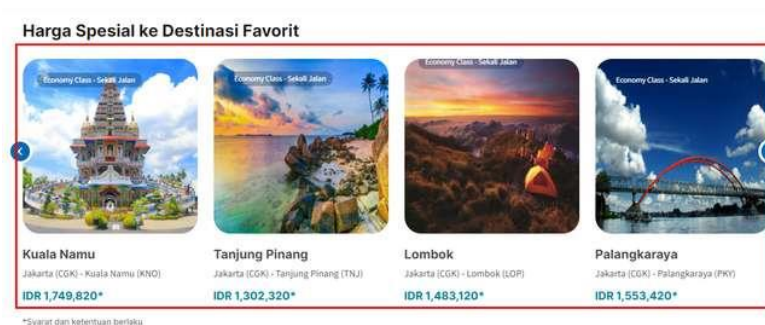 Harga Spesial ke Destinasi Favorit
Economy Class - Sekali Jalan
Economy Class - Sekali Jalan
Economy Class - Sekali Jalan
Economy Class - Sekali Jalan
Kuala Namu
Jakarta (CGK) - Kuala Namu (KNO)
IDR 1,749,820*
Tanjung Pinang
Jakarta (CGK) - Tanjung Pinang (TNJ)
IDR 1,302,320*
Lombok
Jakarta (CGK) - Lombok (LOP)
IDR 1,483,120*
Palangkaraya
Jakarta (CGK) - Palangkaraya (PKY)
IDR 1,553,420*
*Syarat dan ketentuan berlaku